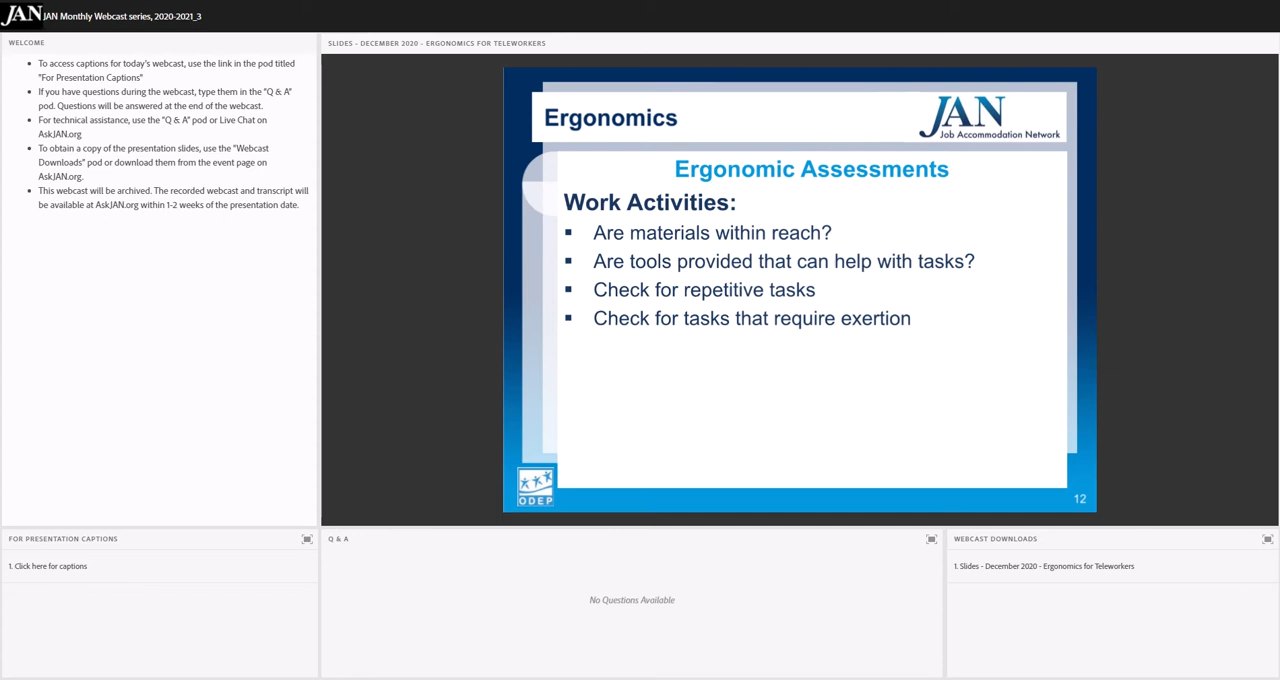 JAN JAN Monthly Webcast series, 2020-2021_3
WELCOME
To access captions for today's webcast, use the link in the pod titled
"For Presentation Captions"
If you have questions during the webcast, type them in the "Q & A"
pod. Questions will be answered at the end of the webcast.
For technical assistance, use the "Q & A" pod or Live Chat on
AskJAN.org
To obtain a copy of the presentation slides, use the "Webcast
Downloads" pod or download them from the event page on
AskJAN.org.
This webcast will be archived. The recorded webcast and transcript will
be available at AskJAN.org within 1-2 weeks of the presentation date.
SLIDES - DECEMBER 2020 - ERGONOMICS FOR TELEWORKERS
Ergonomics
JAN
Job Accommodation Network
Ergonomic Assessments
Work Activities:
▪ Are materials within reach?
▪ Are tools provided that can help with tasks?
▪ Check for repetitive tasks
▪ Check for tasks that require exertion
ODEP
12
FOR PRESENTATION CAPTIONS
1. Click here for captions
Q & A
No Questions Available
WEBCAST DOWNLOADS
1. Slides - December 2020 - Ergonomics for Teleworkers